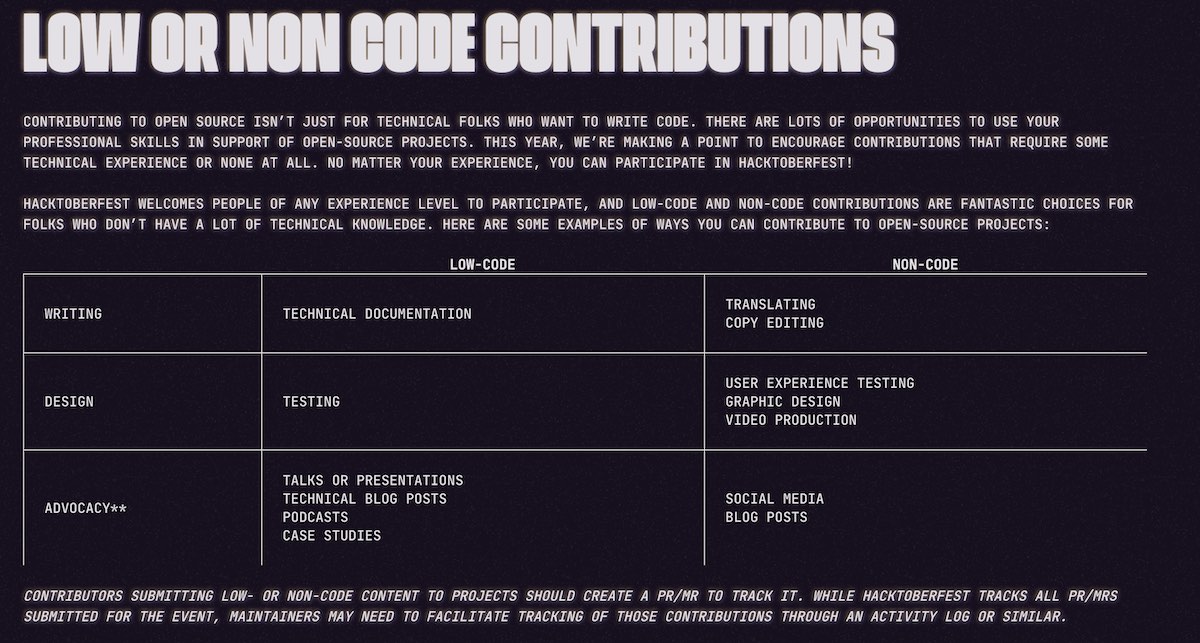 LOW OR NON CODE CONTRIBUTIONS
CONTRIBUTING TO OPEN SOURCE ISN’T JUST FOR TECHNICAL FOLKS WHO WANT TO WRITE CODE. THERE ARE LOTS OF OPPORTUNITIES TO USE YOUR
PROFESSIONAL SKILLS IN SUPPORT OF OPEN-SOURCE PROJECTS. THIS YEAR, WE’RE MAKING A POINT TO ENCOURAGE CONTRIBUTIONS THAT REQUIRE SOME
TECHNICAL EXPERIENCE OR NONE AT ALL. NO MATTER YOUR EXPERIENCE, YOU CAN PARTICIPATE IN HACKTOBERFEST!
HACKTOBERFEST WELCOMES PEOPLE OF ANY EXPERIENCE LEVEL TO PARTICIPATE, AND LOW-CODE AND NON-CODE CONTRIBUTIONS ARE FANTASTIC CHOICES FOR
FOLKS WHO DON’T HAVE A LOT OF TECHNICAL KNOWLEDGE. HERE ARE SOME EXAMPLES OF WAYS YOU CAN CONTRIBUTE TO OPEN-SOURCE PROJECTS:
LOW-CODE
NON-CODE
WRITING
TECHNICAL DOCUMENTATION
TRANSLATING
COPY EDITING
DESIGN
TESTING
USER EXPERIENCE TESTING
GRAPHIC DESIGN
VIDEO PRODUCTION
ADVOCACY**
TALKS OR PRESENTATIONS
TECHNICAL BLOG POSTS
PODCASTS
CASE STUDIES
SOCIAL MEDIA
BLOG POSTS
CONTRIBUTORS SUBMITTING LOW- OR NON-CODE CONTENT TO PROJECTS SHOULD CREATE A PR/MR TO TRACK IT. WHILE HACKTOBERFEST TRACKS ALL PR/MRS
SUBMITTED FOR THE EVENT, MAINTAINERS MAY NEED TO FACILITATE TRACKING OF THOSE CONTRIBUTIONS THROUGH AN ACTIVITY LOG OR SIMILAR.